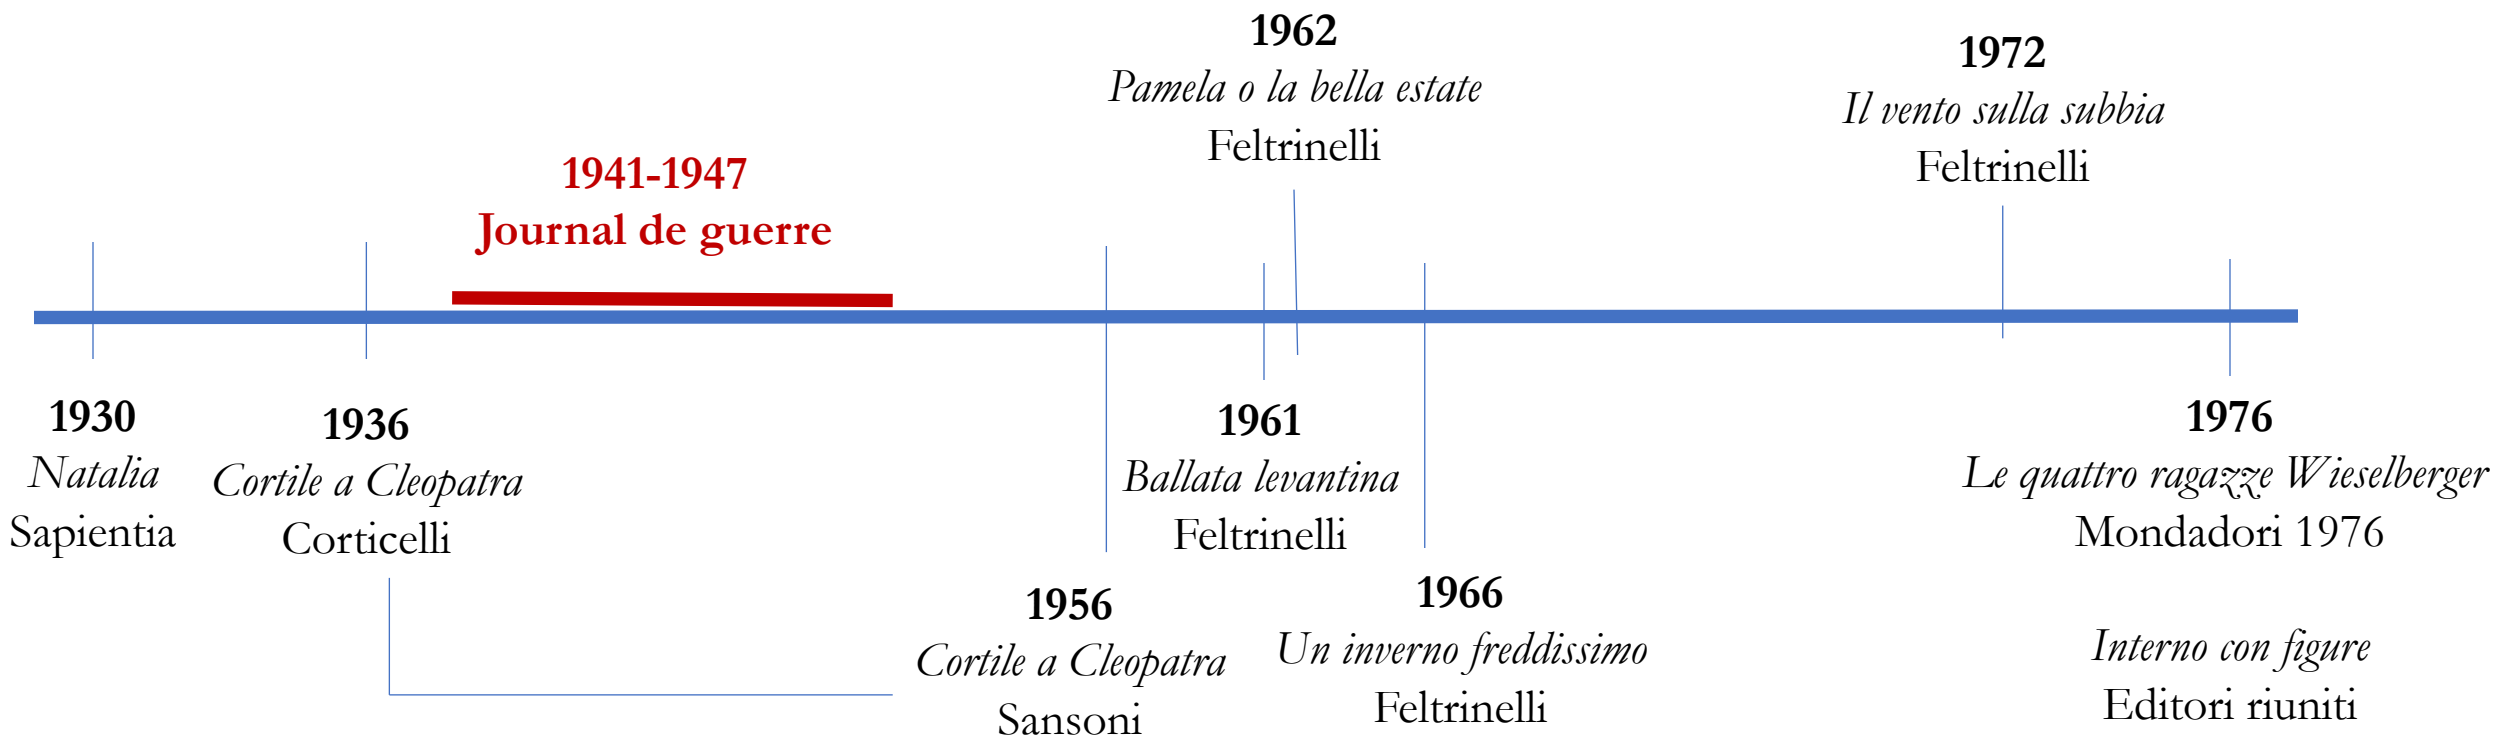 1962
Pamela o la bella estate
Feltrinelli
1972
Il vento sulla subbia
Feltrinelli
1941-1947
Journal de guerre
1930
Natalia
Sapientia
1936
Cortile a Cleopatra
Corticelli
1961
Ballata levantina
Feltrinelli
1976
Le quattro ragazze Wieselberger
Mondadori 1976
1956
Cortile a Cleopatra
Sansoni
1966
Un inverno freddissimo
Feltrinelli
Interno con figure
Editori riuniti